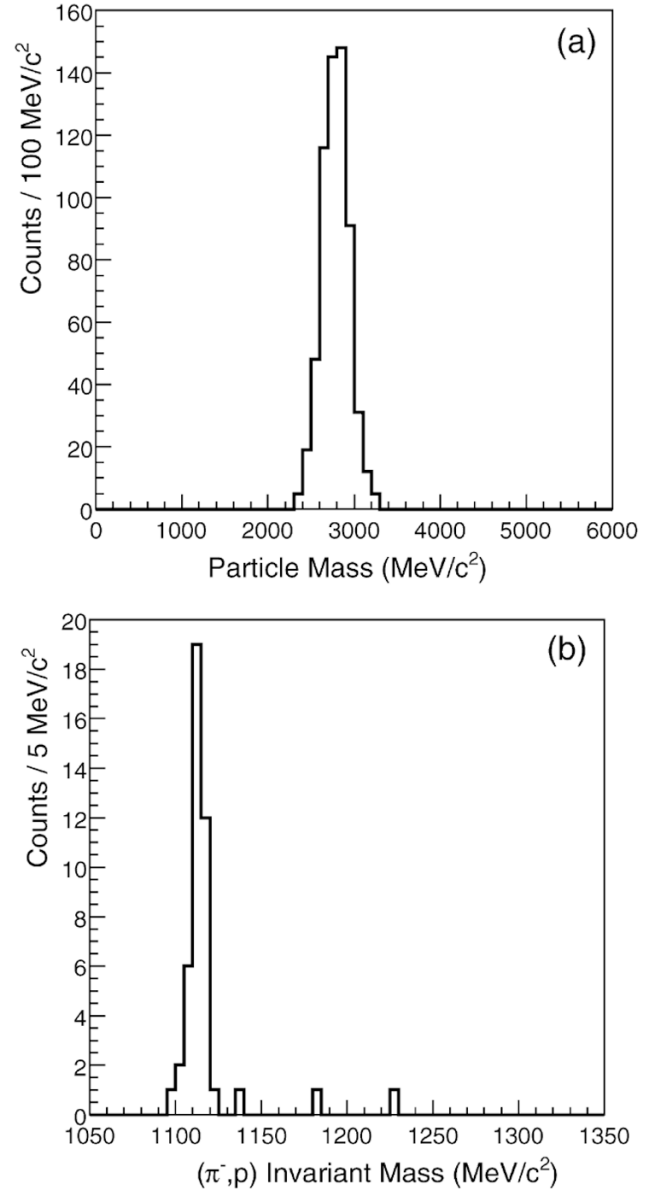 (a)
Counts / 100 MeV/c²
160
140
120
100
80
60
40
20
0
0 1000 2000 3000 4000 5000 6000
Particle Mass (MeV/c²)
(b)
Counts / 5 MeV/c²
20
18
16
14
12
10
8
6
4
2
0
1050 1100 1150 1200 1250 1300 1350
(π⁻,p) Invariant Mass (MeV/c²)